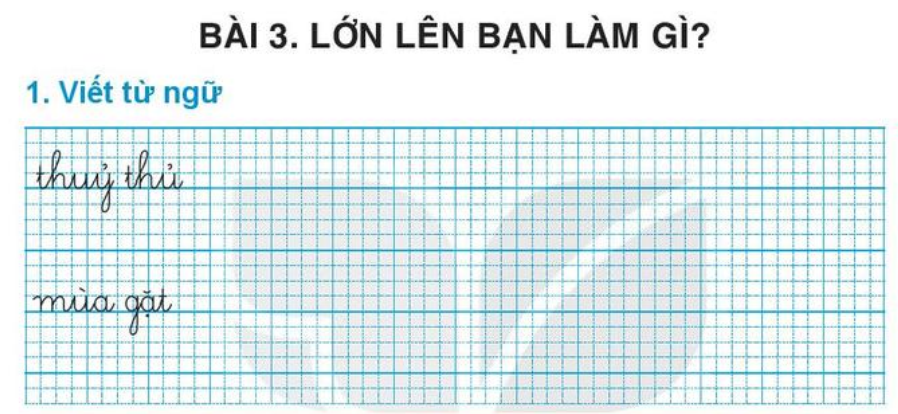 BÀI 3. LỚN LÊN BẠN LÀM GÌ?
1. Viết từ ngữ
thuỷ thủ
mùa gặt